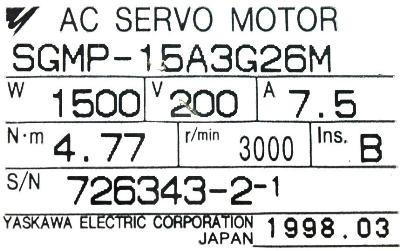 AC SERVO MOTOR
SGMP-15A3G26M
W 1500 V 200 A 7.5
N·m 4.77 r/min 3000 Ins. B
S/N 726343-2-1
YASKAWA ELECTRIC CORPORATION 1998.03
JAPAN